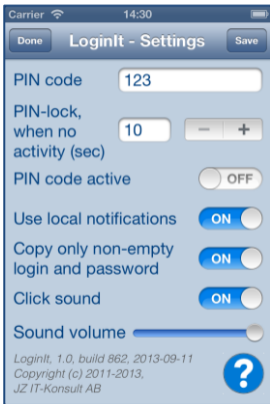 Carrier 14:30
Done LoginIt - Settings Save
PIN code 123
PIN-lock,
when no 10 - +
activity (sec)
PIN code active OFF
Use local notifications ON
Copy only non-empty
login and password ON
Click sound ON
Sound volume
LoginIt, 1.0, build 862, 2013-09-11
Copyright (c) 2011-2013,
JZ IT-Konsult AB
?